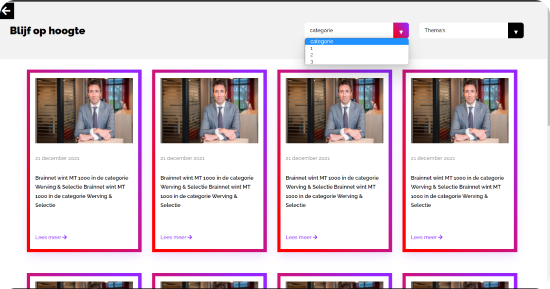 Blijf op hoogte
categorie
Thema's
categorie
1
2
3
21 december 2021
21 december 2021
21 december 2021
21 december 2021
Brainnet wint MT 1000 in de categorie
Werving & Selectie Brainnet wint MT
1000 in de categorie Werving &
Selectie
Brainnet wint MT 1000 in de categorie
Werving & Selectie Brainnet wint MT
1000 in de categorie Werving &
Selectie
Brainnet wint MT 1000 in de categorie
Werving & Selectie Brainnet wint MT
1000 in de categorie Werving &
Selectie
Brainnet wint MT 1000 in de categorie
Werving & Selectie Brainnet wint MT
1000 in de categorie Werving &
Selectie
Lees meer
Lees meer
Lees meer
Lees meer